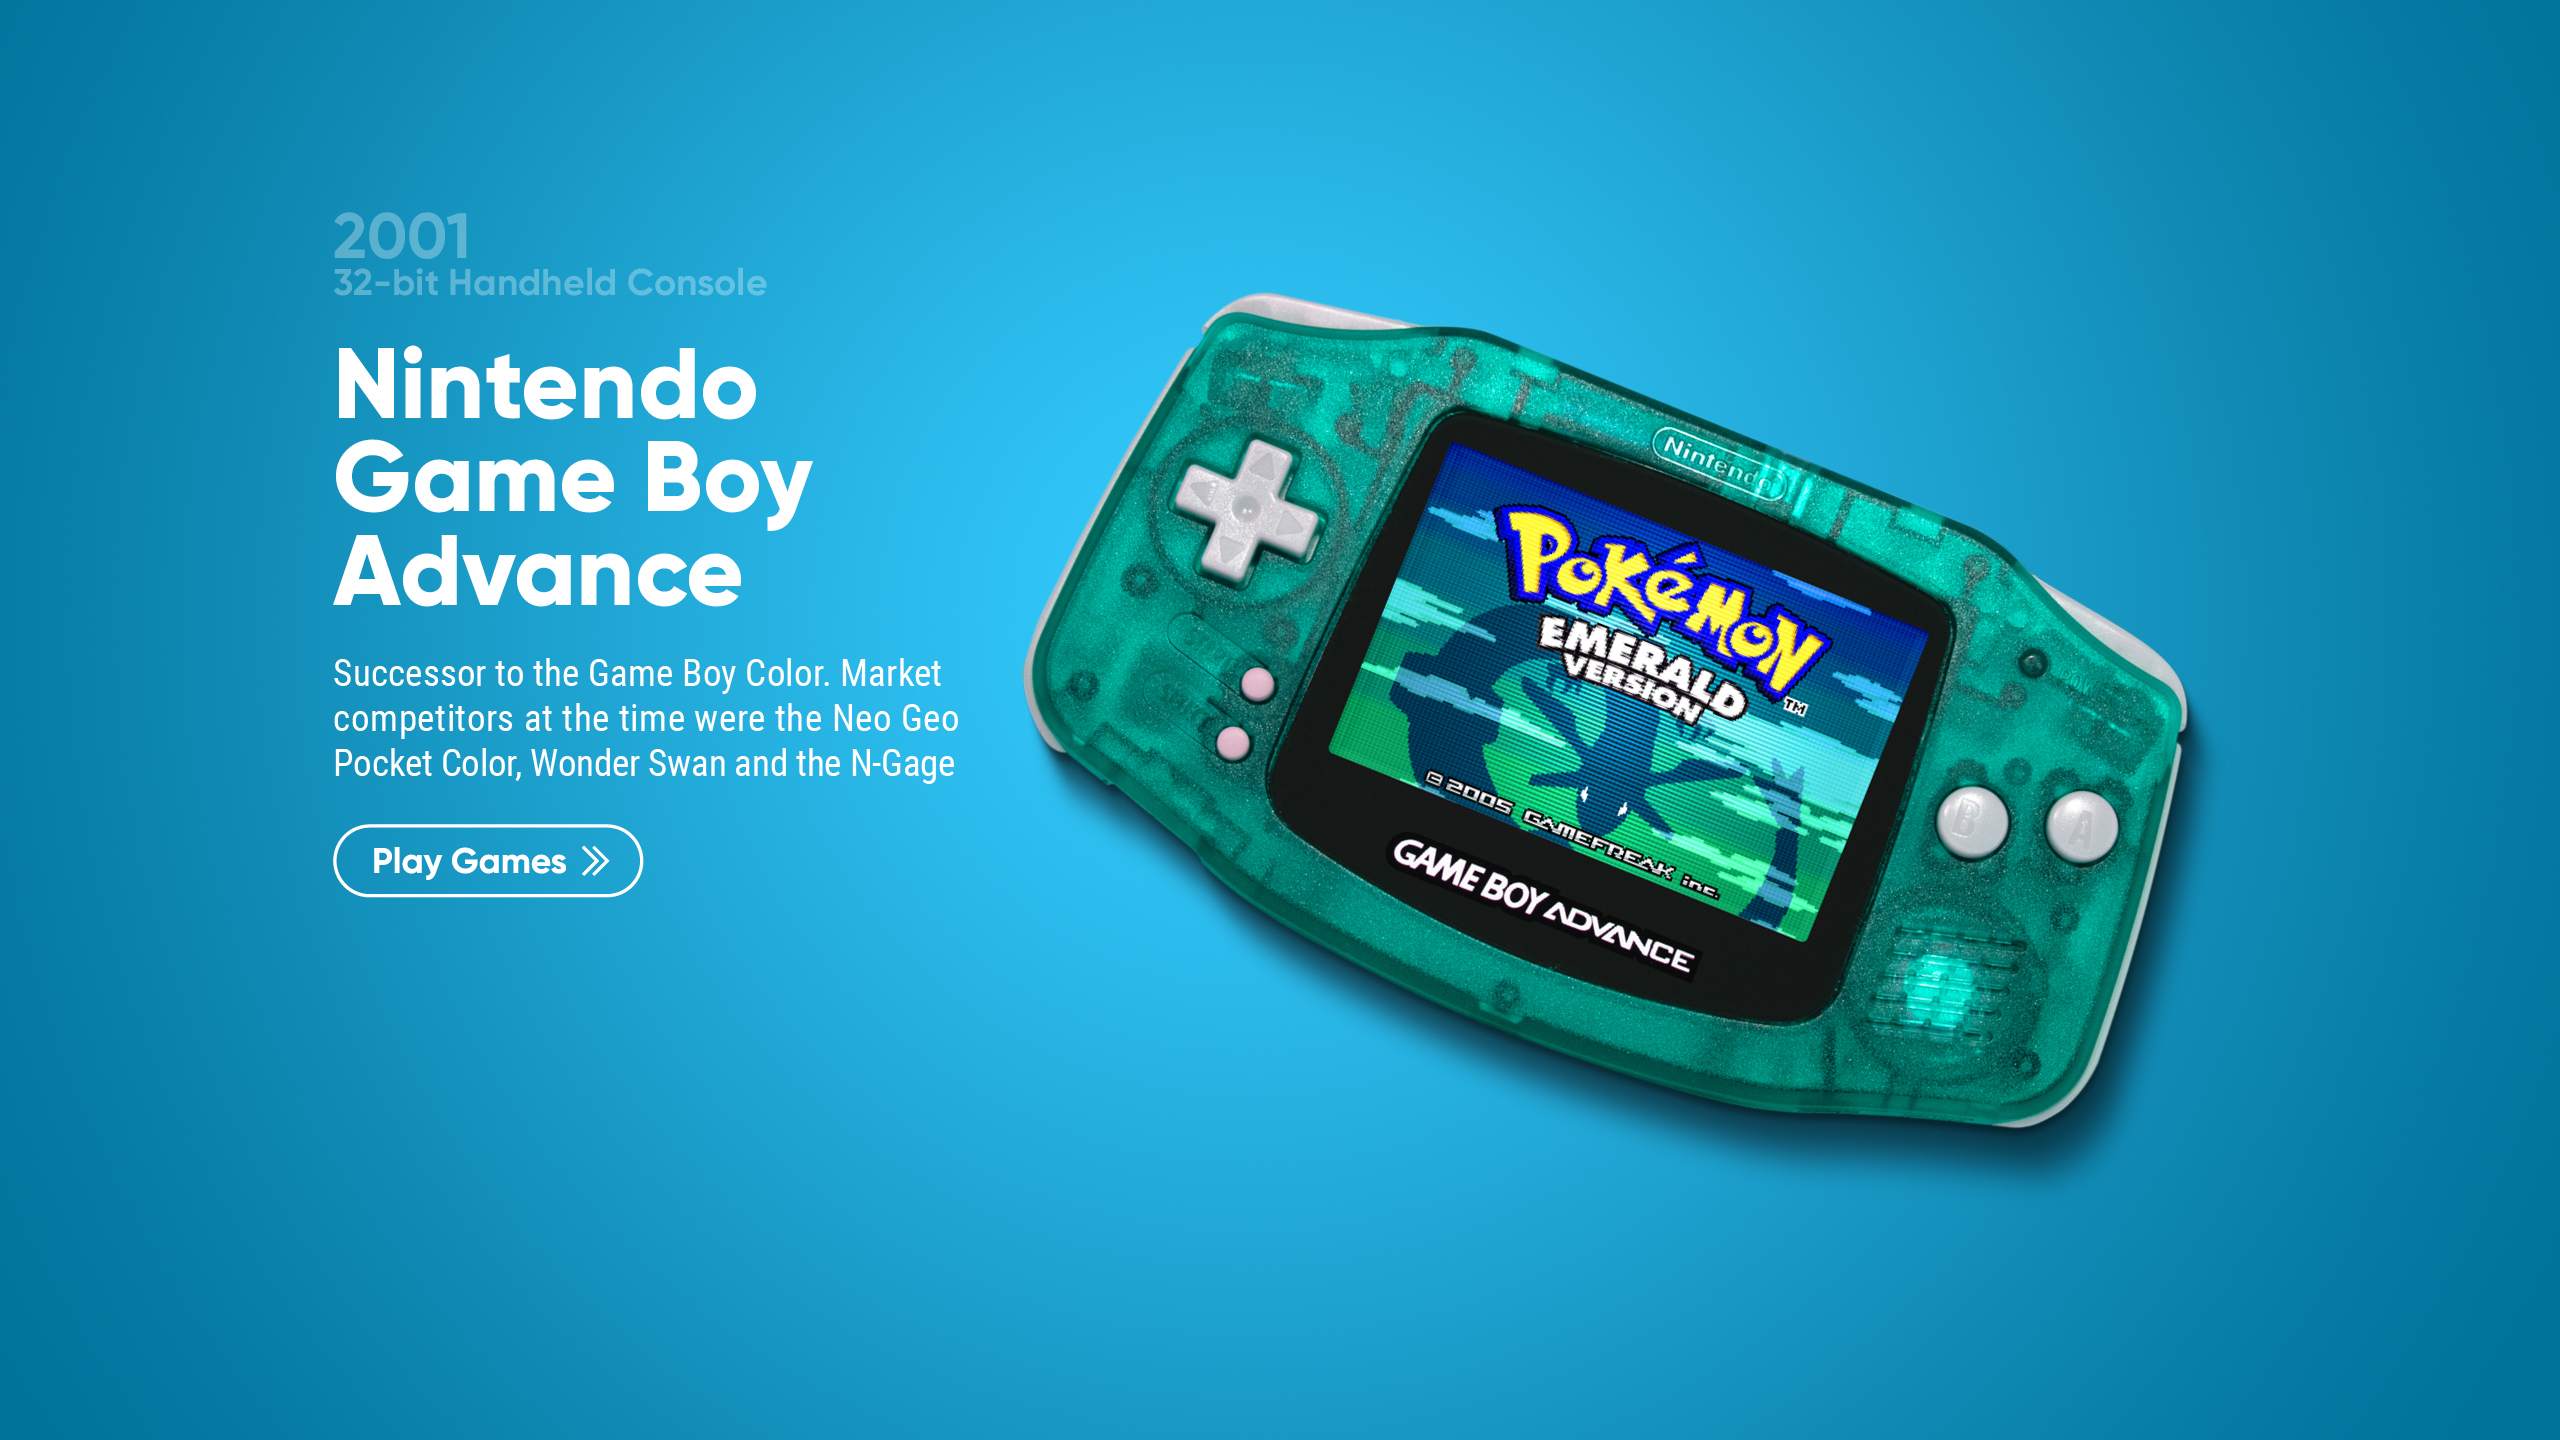 2001
32-bit Handheld Console
Nintendo
Game Boy
Advance
Successor to the Game Boy Color. Market
competitors at the time were the Neo Geo
Pocket Color, Wonder Swan and the N-Gage
Play Games
Nintendo
POKéMON
EMERALD
VERSION
TM
© 2005 GAMEFREAK inc.
GAME BOY ADVANCE
B
A